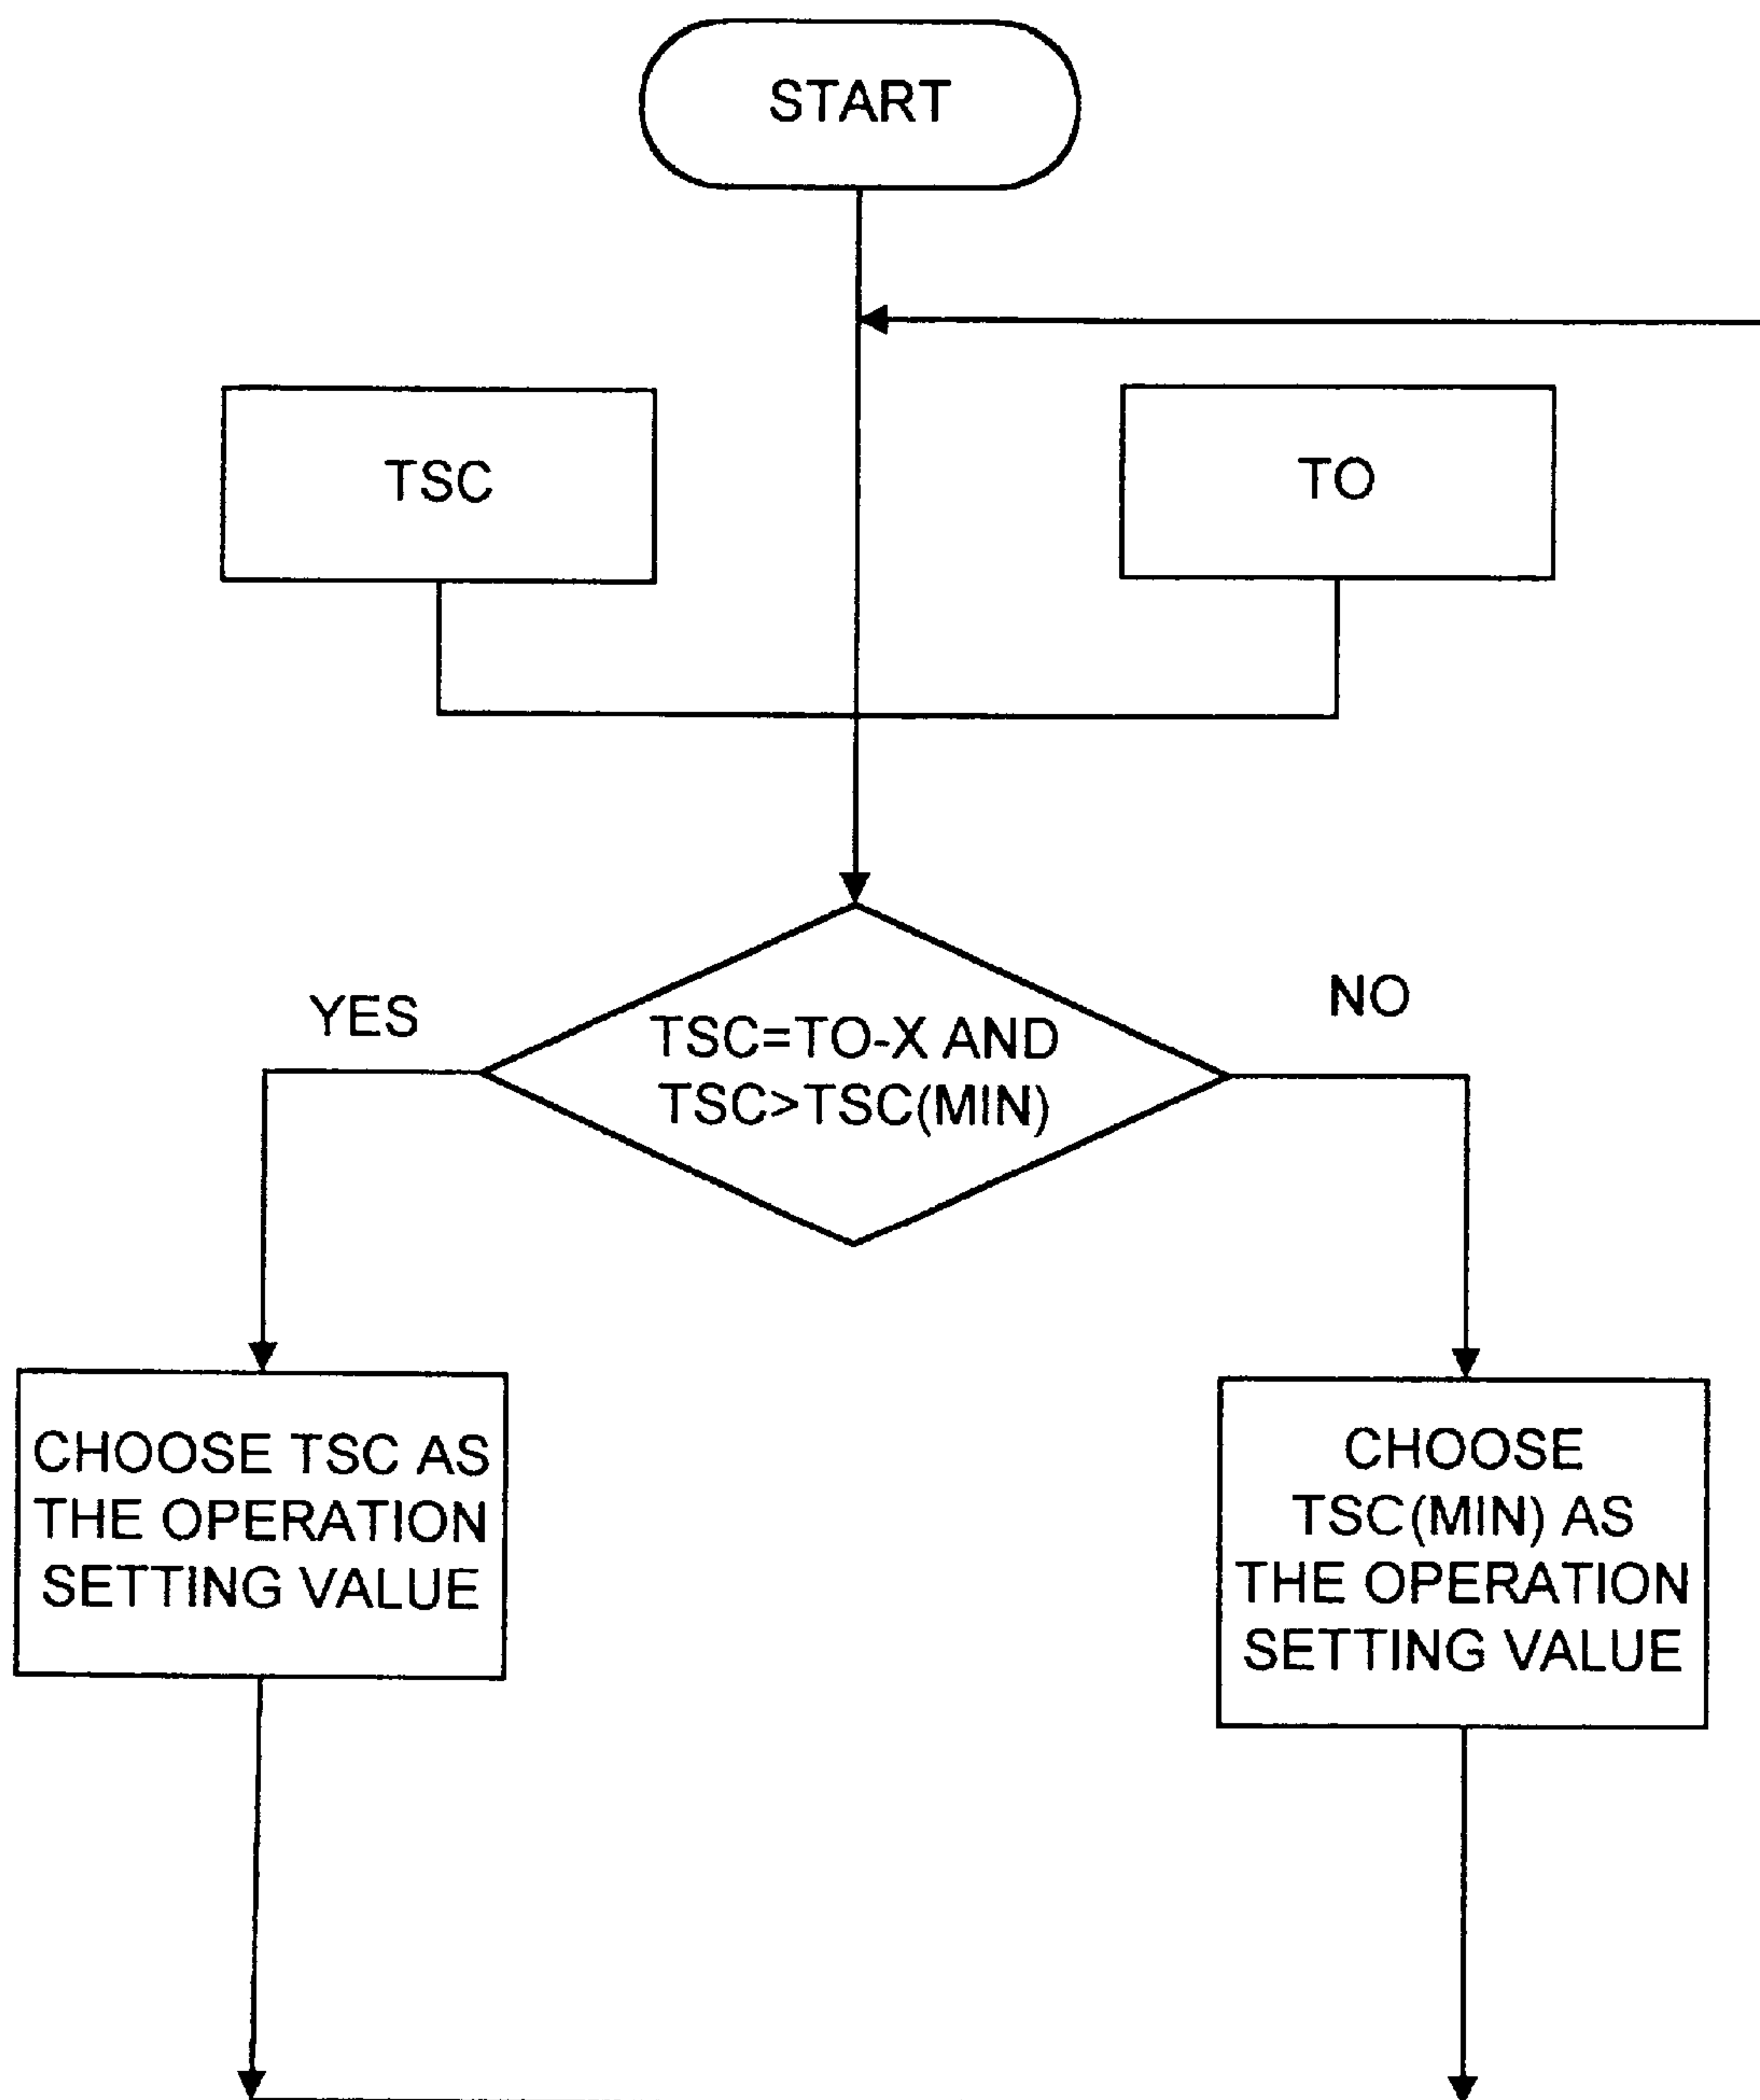 START
TSC
TO
YES
NO
TSC=TO-X AND
TSC>TSC(MIN)
CHOOSE TSC AS
THE OPERATION
SETTING VALUE
CHOOSE
TSC(MIN) AS
THE OPERATION
SETTING VALUE